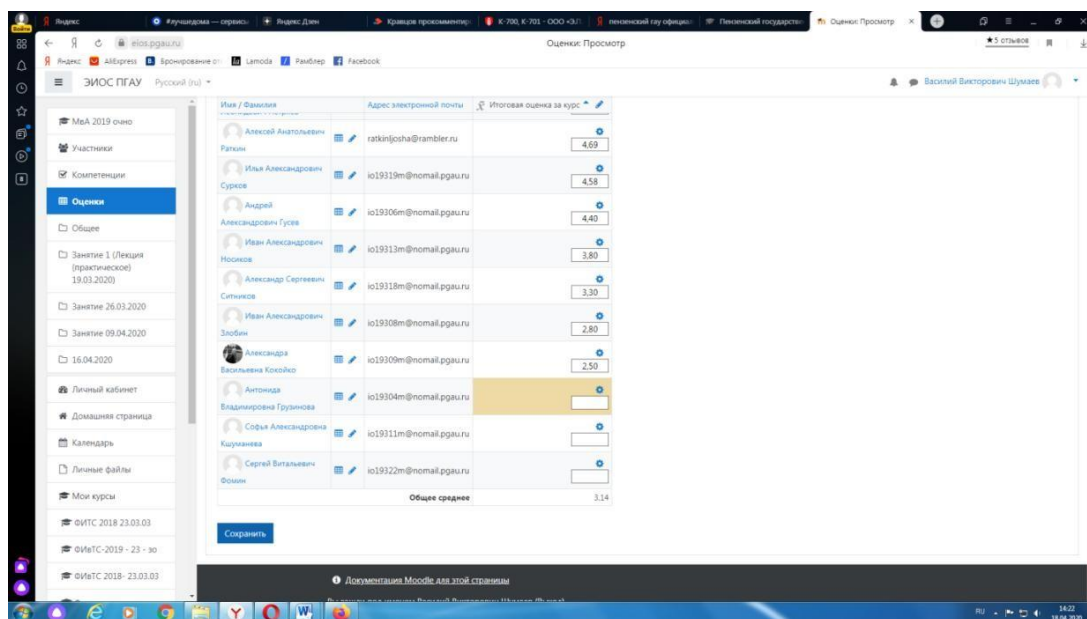 Яндекс
#лучшедома — сервисы
Яндекс.Дзен
Кравцов прокомментиро
К-700, К-701 - ООО «ЗЛ
пензенский гау официал
Пензенский государстве
Оценки: Просмотр
Войти
eios.pgau.ru
Оценки: Просмотр
★5 отзывов
Яндекс
AliExpress
Бронирование от
Lamoda
Рамблер
Facebook
ЭИОС ПГАУ
Русский (ru)
Василий Викторович Шумаев
МвА 2019 очно
Участники
Компетенции
Оценки
Общее
Занятие 1 (Лекция
(практическое)
19.03.2020)
Занятие 26.03.2020
Занятие 09.04.2020
16.04.2020
Личный кабинет
Домашняя страница
Календарь
Личные файлы
Мои курсы
ФИТС 2018 23.03.03
ФИвТС-2019 - 23 - зо
ФИвТС 2018- 23.03.03
Имя / Фамилия
Адрес электронной почты
Итоговая оценка за курс
Алексей Анатольевич
Раткин
ratkinljosha@rambler.ru
4,69
Илья Александрович
Сурков
io19319m@nomail.pgau.ru
4,58
Андрей
Александрович Гусев
io19306m@nomail.pgau.ru
4,40
Иван Александрович
Носиков
io19313m@nomail.pgau.ru
3,80
Александр Сергеевич
Ситников
io19318m@nomail.pgau.ru
3,30
Иван Александрович
Злобин
io19308m@nomail.pgau.ru
2,80
Александра
Васильевна Кокойко
io19309m@nomail.pgau.ru
2,50
Антонида
Владимировна Грузинова
io19304m@nomail.pgau.ru
Софья Александровна
Кшуманева
io19311m@nomail.pgau.ru
Сергей Витальевич
Фомин
io19322m@nomail.pgau.ru
Общее среднее
3,14
Сохранить
Документация Moodle для этой страницы
RU
14:22
18.04.2020